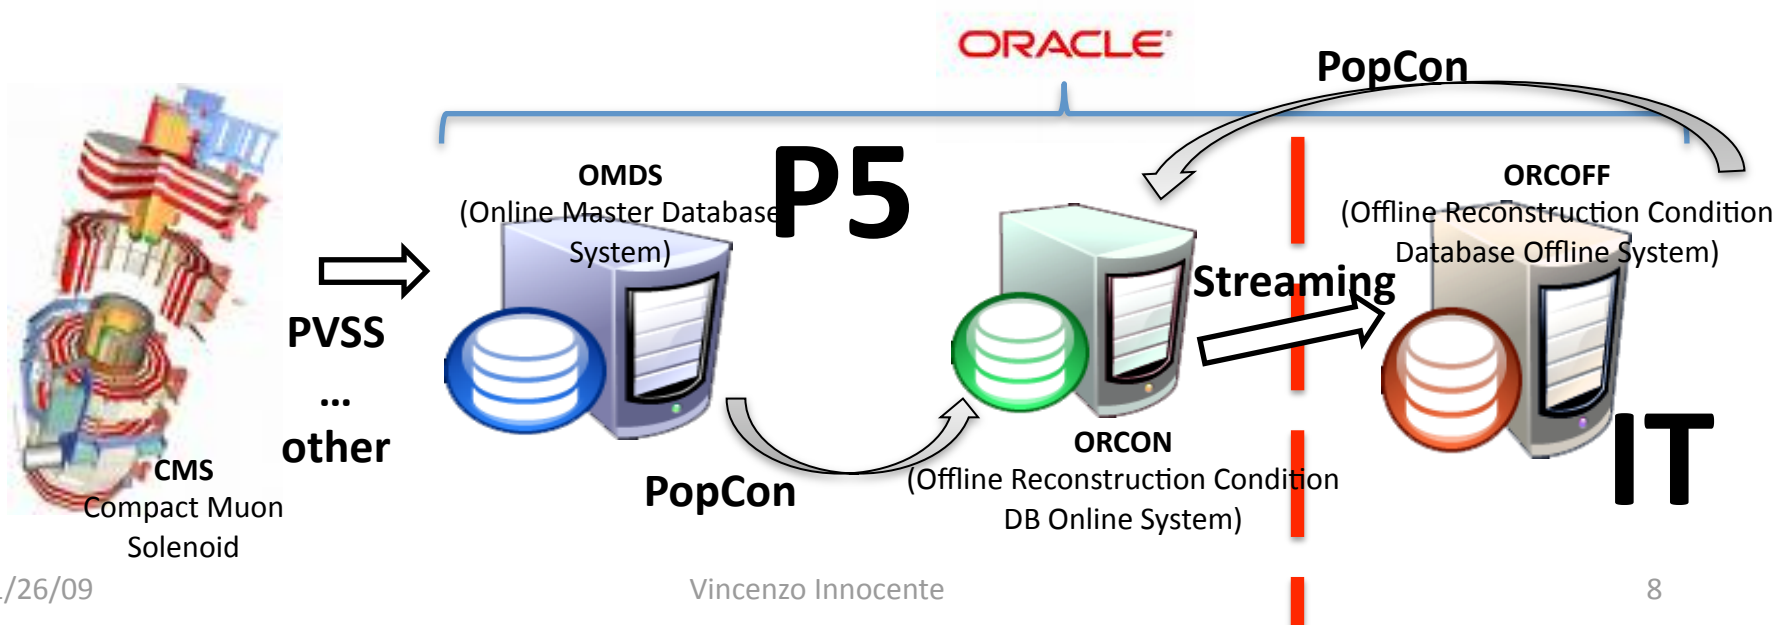 ORACLE
PopCon
P5
OMDS
(Online Master Database
System)
ORCOFF
(Offline Reconstruction Condition
Database Offline System)
Streaming
PVSS
...
other
CMS
Compact Muon
Solenoid
PopCon
ORCON
(Offline Reconstruction Condition
DB Online System)
IT
/26/09
Vincenzo Innocente
8